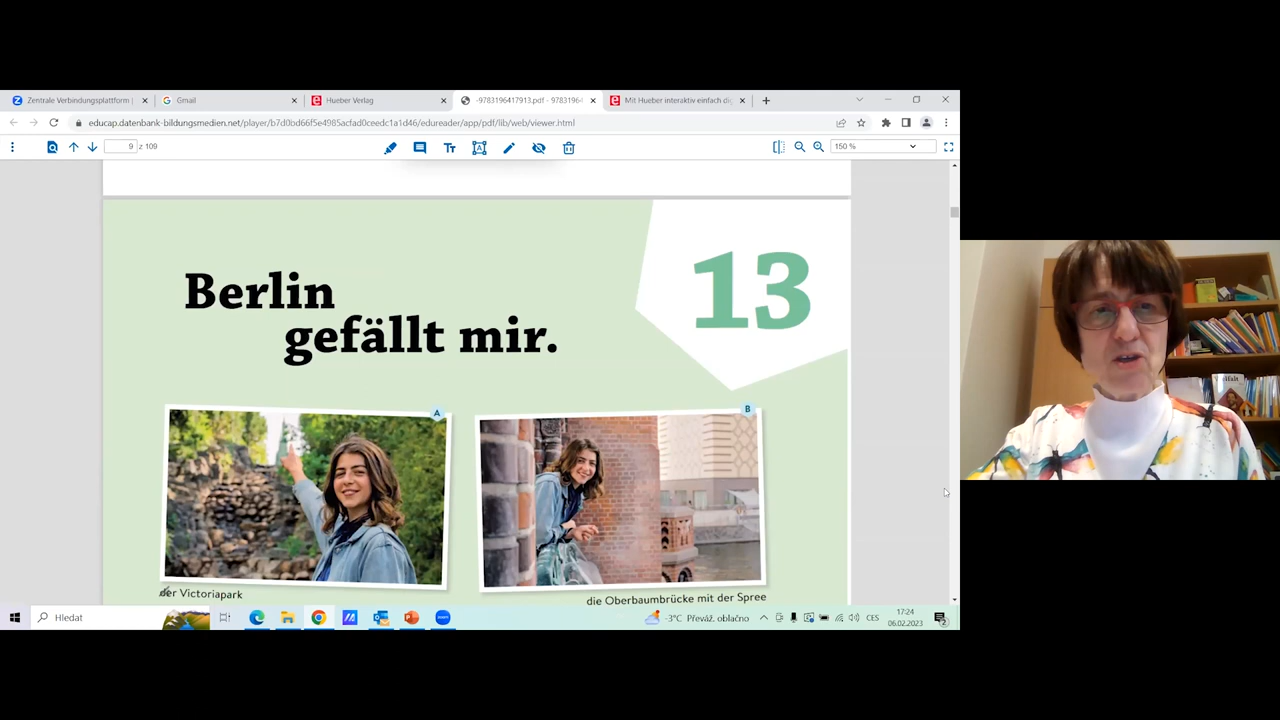 Zentrale Verbindungsplattform |
Gmail
Hueber Verlag
-9783196417913.pdf - 97831964
Mit Hueber interaktiv einfach di
educap.datenbank-bildungsmedien.net/player/b7d0bd66f5e4985acfad0ceedc1a1d46/edureader/app/pdf/lib/web/viewer.html
9 z 109
150 %
13
Berlin
gefällt mir.
A
B
der Victoriapark
die Oberbaumbrücke mit der Spree
Hledat
-3°C Převáž. oblačno
CES
17:24
06.02.2023